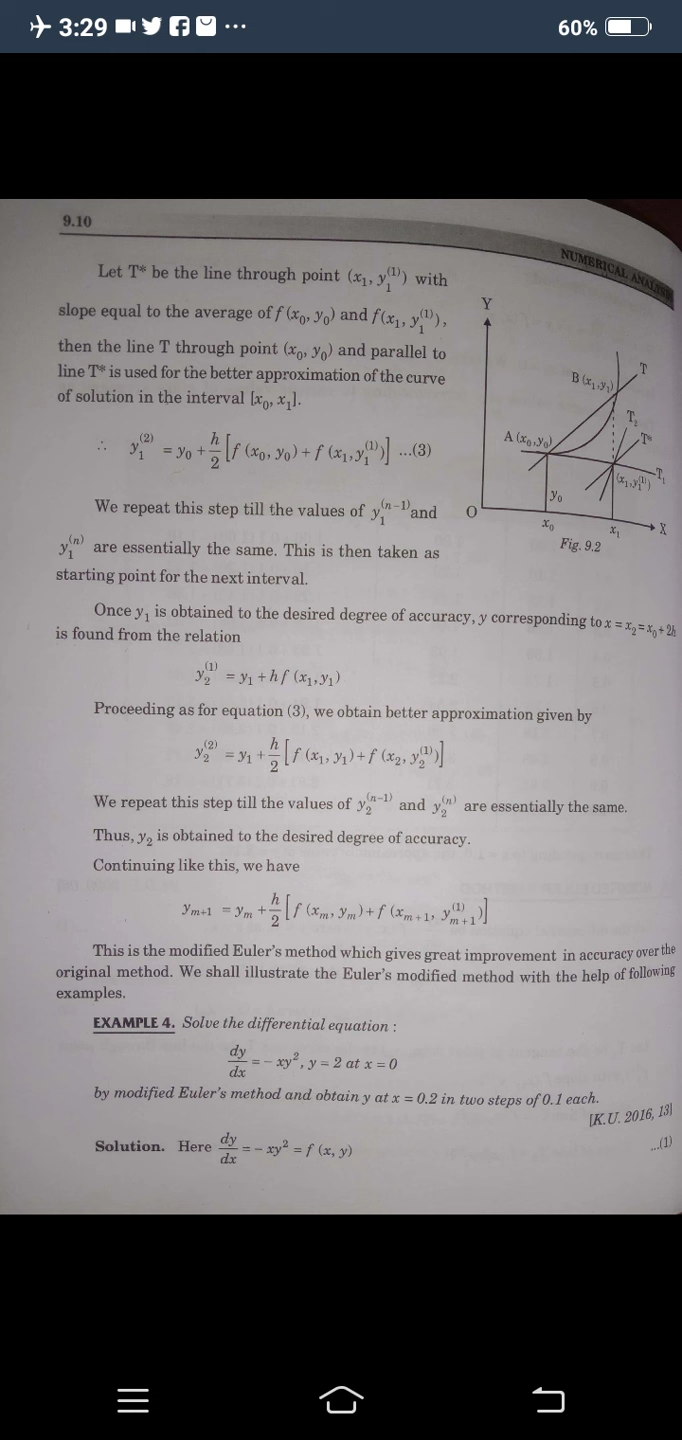 3:29
60%
9.10
NUMERICAL ANALYSIS
Let T* be the line through point (x₁, y₁⁽¹⁾) with
slope equal to the average of f (x₀, y₀) and f(x₁, y₁⁽¹⁾),
then the line T through point (x₀, y₀) and parallel to
line T* is used for the better approximation of the curve
of solution in the interval [x₀, x₁].
∴ y₁⁽²⁾ = y₀ + h/2 [f (x₀, y₀) + f (x₁, y₁⁽¹⁾)] ...(3)
We repeat this step till the values of y₁⁽ⁿ⁻¹⁾ and
y₁⁽ⁿ⁾ are essentially the same. This is then taken as
starting point for the next interval.
Y
B (x₁, y₁)
T
T₂
T*
A (x₀, y₀)
T₁
(x₁, y₁⁽¹⁾)
y₀
O
x₀
x₁
X
Fig. 9.2
Once y₁ is obtained to the desired degree of accuracy, y corresponding to x = x₂ = x₀ + 2h
is found from the relation
y₂⁽¹⁾ = y₁ + h f (x₁, y₁)
Proceeding as for equation (3), we obtain better approximation given by
y₂⁽²⁾ = y₁ + h/2 [f (x₁, y₁) + f (x₂, y₂⁽¹⁾)]
We repeat this step till the values of y₂⁽ⁿ⁻¹⁾ and y₂⁽ⁿ⁾ are essentially the same.
Thus, y₂ is obtained to the desired degree of accuracy.
Continuing like this, we have
yₘ₊₁ = yₘ + h/2 [f (xₘ, yₘ) + f (xₘ₊₁, yₘ₊₁⁽¹⁾)]
This is the modified Euler's method which gives great improvement in accuracy over the
original method. We shall illustrate the Euler's modified method with the help of following
examples.
EXAMPLE 4. Solve the differential equation :
dy/dx = – xy², y = 2 at x = 0
by modified Euler's method and obtain y at x = 0.2 in two steps of 0.1 each.
[K.U. 2016, 13]
Solution. Here dy/dx = – xy² = f (x, y) ...(1)